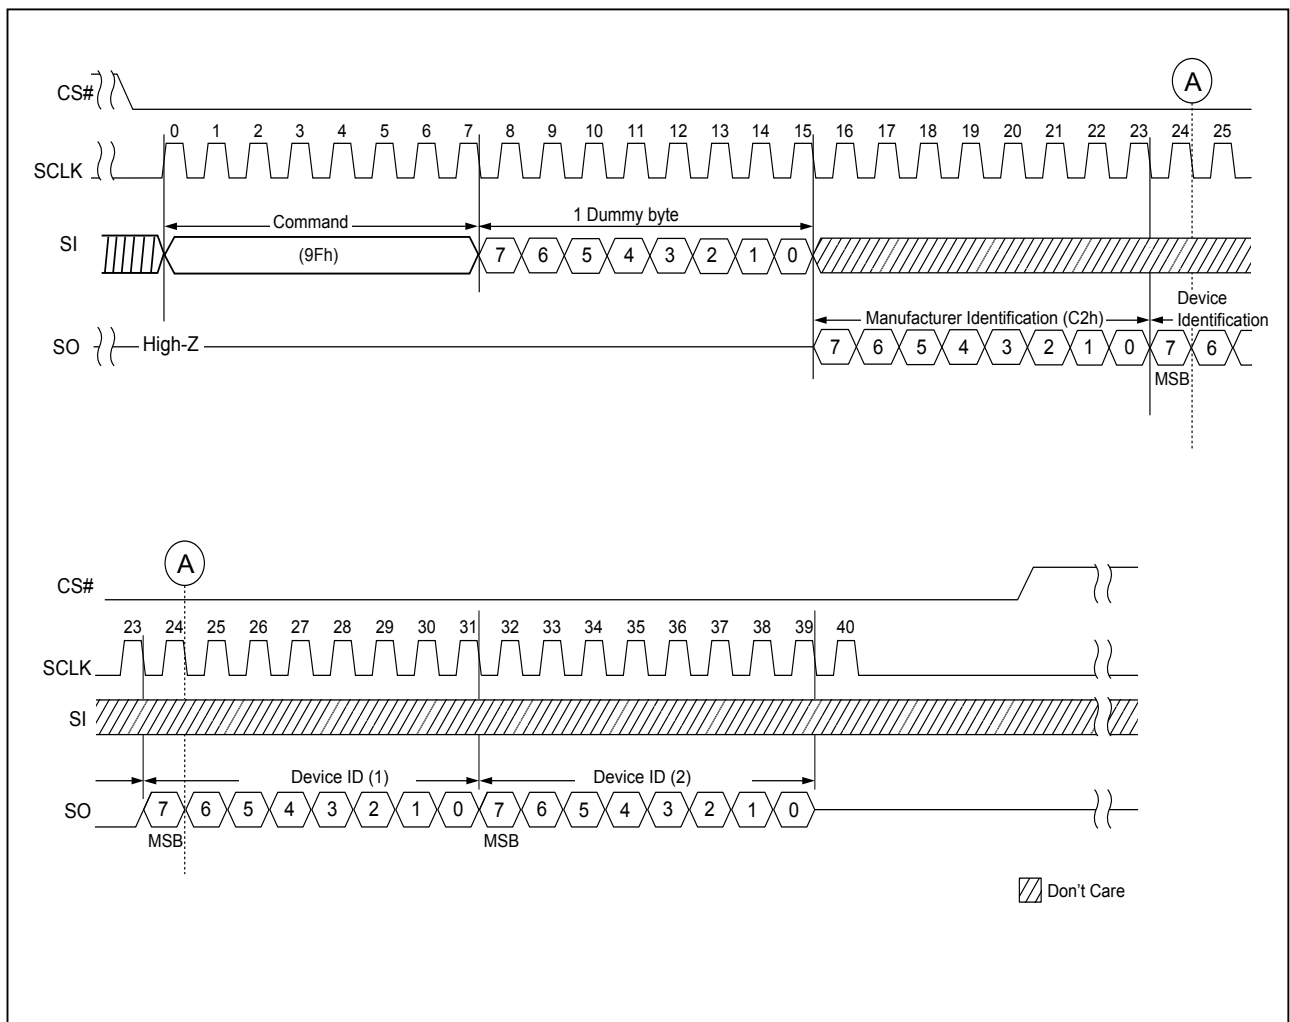 A
CS#
0 1 2 3 4 5 6 7 8 9 10 11 12 13 14 15 16 17 18 19 20 21 22 23 24 25
SCLK
Command
1 Dummy byte
SI
(9Fh)
7 6 5 4 3 2 1 0
Device
Manufacturer Identification (C2h)
Identification
SO
High-Z
7 6 5 4 3 2 1 0 7 6
MSB
A
CS#
23 24 25 26 27 28 29 30 31 32 33 34 35 36 37 38 39 40
SCLK
SI
Device ID (1)
Device ID (2)
SO
7 6 5 4 3 2 1 0 7 6 5 4 3 2 1 0
MSB
MSB
Don't Care